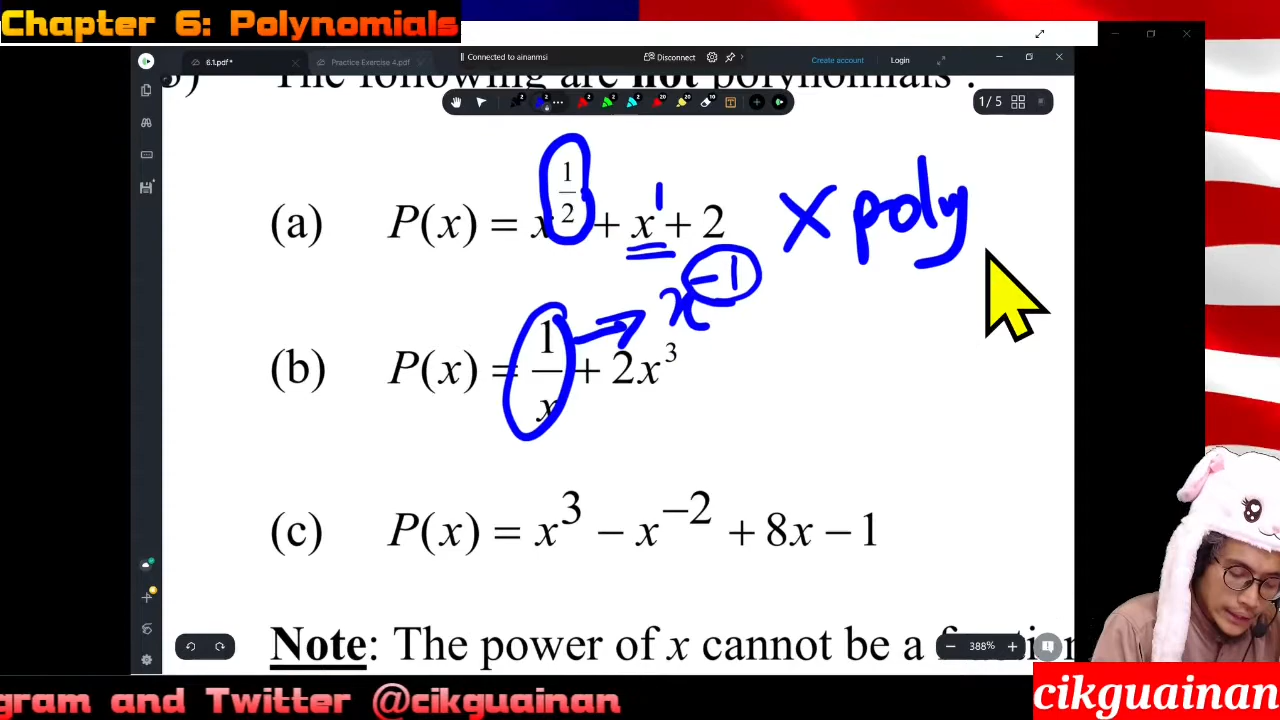 Chapter 6: Polynomials
6.1.pdf*
Practice Exercise 4.pdf
Connected to ainanmsi
Disconnect
Create account
Login
The following are not polynomials :
1/5
(a) P(x) = x^{1/2} + x^1 + 2 X poly
x^{-1}
(b) P(x) = 1/x + 2x^3
(c) P(x) = x^3 − x^{−2} + 8x − 1
Note: The power of x cannot be a fraction
388%
gram and Twitter @cikguainan
cikguainan